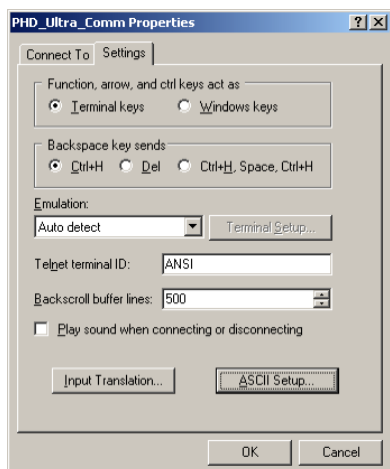 PHD_Ultra_Comm Properties
Connect To Settings
Function, arrow, and ctrl keys act as
Terminal keys Windows keys
Backspace key sends
Ctrl+H Del Ctrl+H, Space, Ctrl+H
Emulation:
Auto detect Terminal Setup...
Telnet terminal ID: ANSI
Backscroll buffer lines: 500
Play sound when connecting or disconnecting
Input Translation... ASCII Setup...
OK Cancel